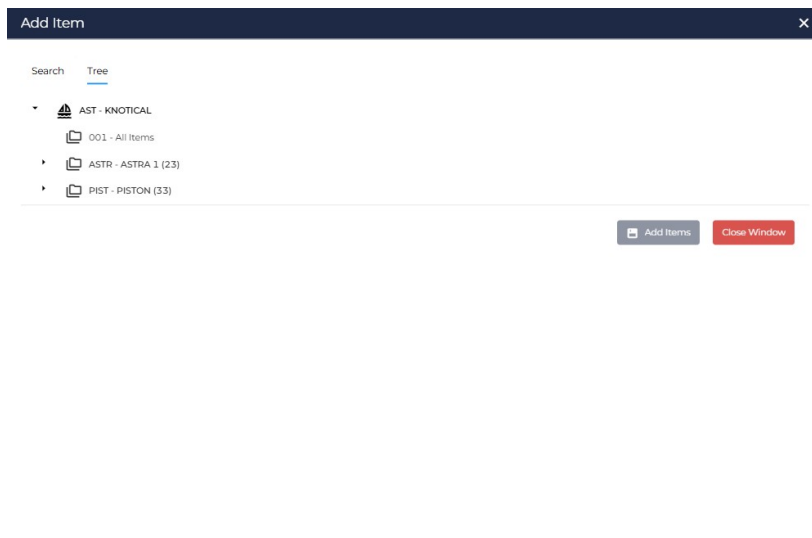 Add Item
Search Tree
AST - KNOTICAL
001 - All Items
ASTR - ASTRA 1 (23)
PIST - PISTON (33)
Add Items Close Window